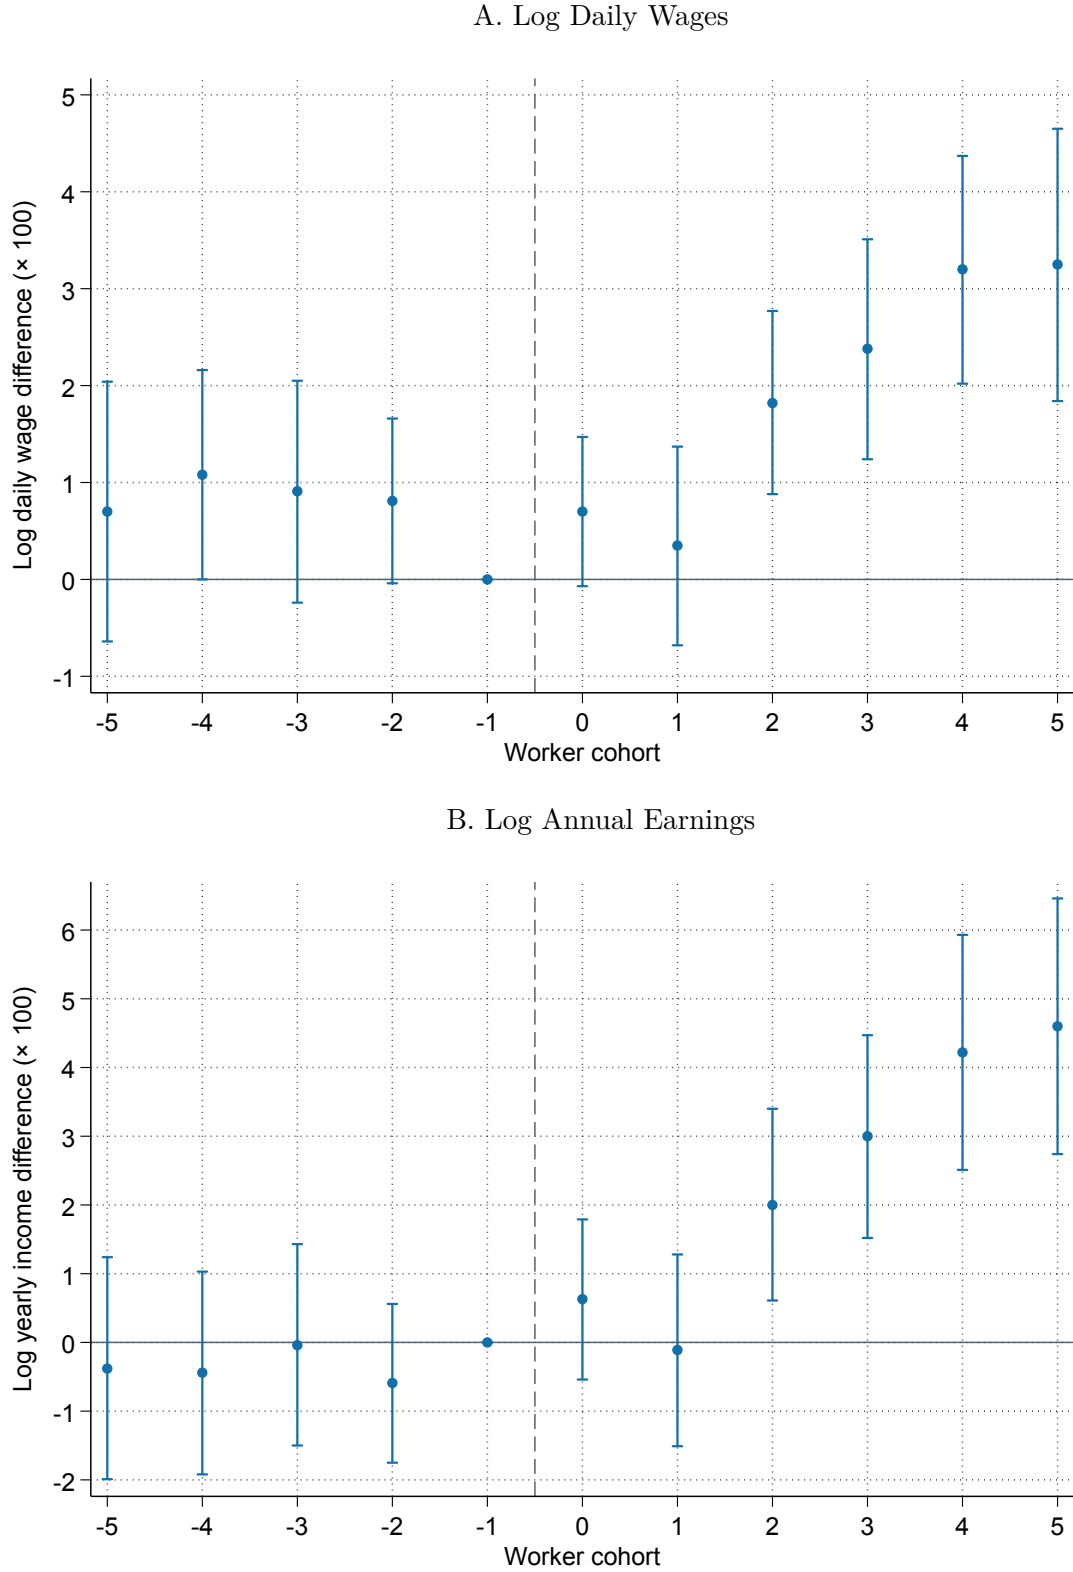 A. Log Daily Wages
Log daily wage difference (× 100)
5
4
3
2
1
0
-1
-5 -4 -3 -2 -1 0 1 2 3 4 5
Worker cohort
B. Log Annual Earnings
Log yearly income difference (× 100)
6
5
4
3
2
1
0
-1
-2
-5 -4 -3 -2 -1 0 1 2 3 4 5
Worker cohort